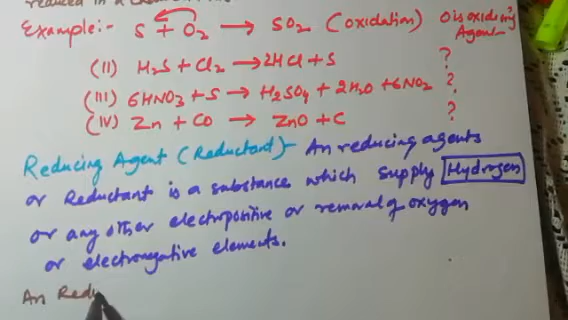 in a
Example:- S + O2 → SO2 (Oxidation) O is oxidizing Agent
(II) H2S + Cl2 → 2HCl + S ?
(III) 6HNO3 + S → H2SO4 + 2H2O + 6NO2 ?
(IV) Zn + CO → ZnO + C ?
Reducing Agent (Reductant)- An reducing agents
or Reductant is a substance which supply Hydrogen
or any other electropositive or removal of oxygen
or electronegative elements.
An Red